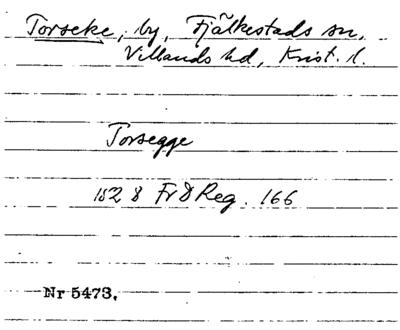 Torseke, by, Fjälkestads sn,
Villands hd, Krist. l.
Torsegge
1528 Fr I Reg. 166
Nr 5473.